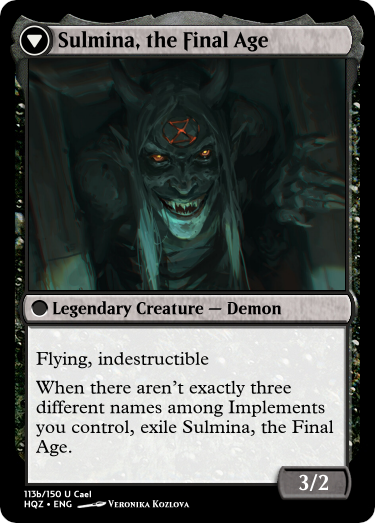 Sulmina, the Final Age
Legendary Creature — Demon
Flying, indestructible
When there aren't exactly three
different names among Implements
you control, exile Sulmina, the Final
Age.
3/2
113b/150 U Cael
HQZ • ENG Veronika Kozlova